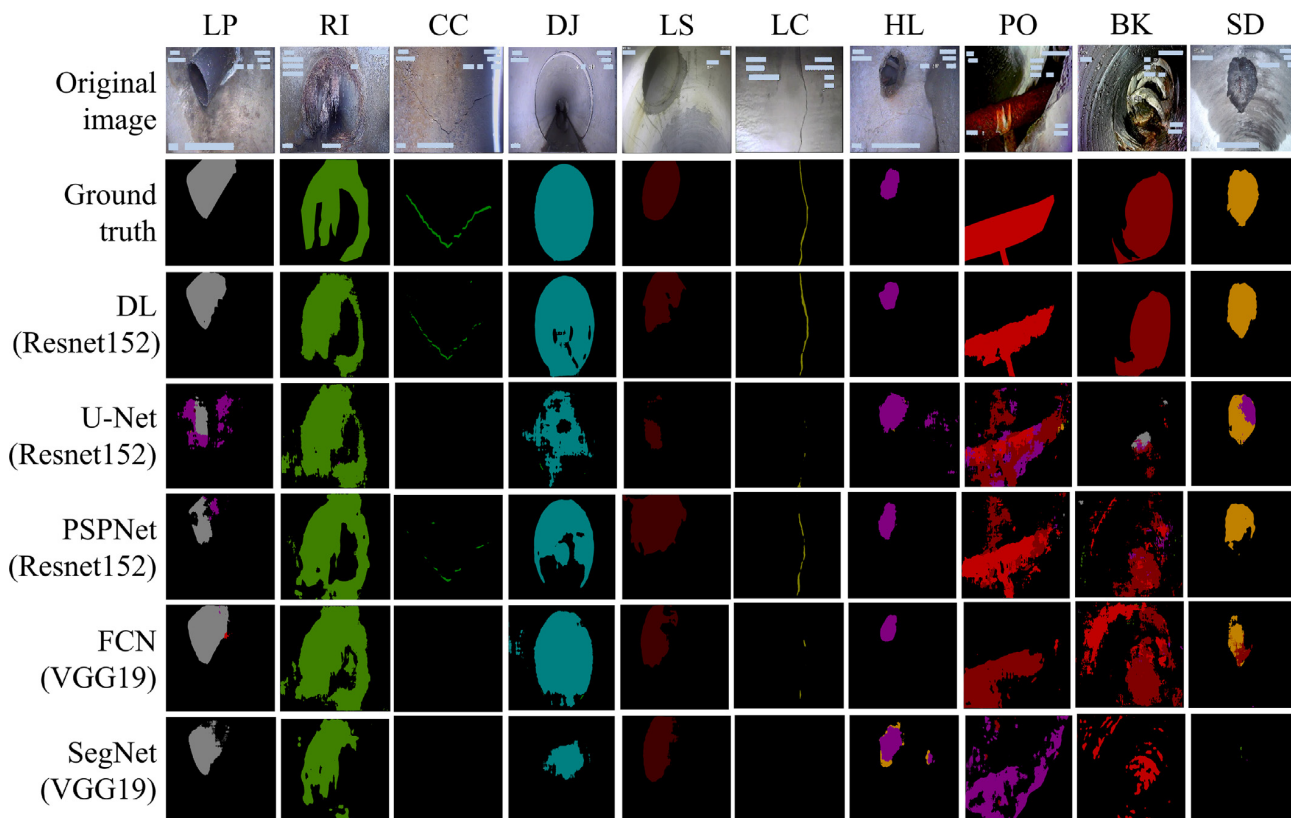 LP RI CC DJ LS LC HL PO BK SD
Original
image
Ground
truth
DL
(Resnet152)
U-Net
(Resnet152)
PSPNet
(Resnet152)
FCN
(VGG19)
SegNet
(VGG19)